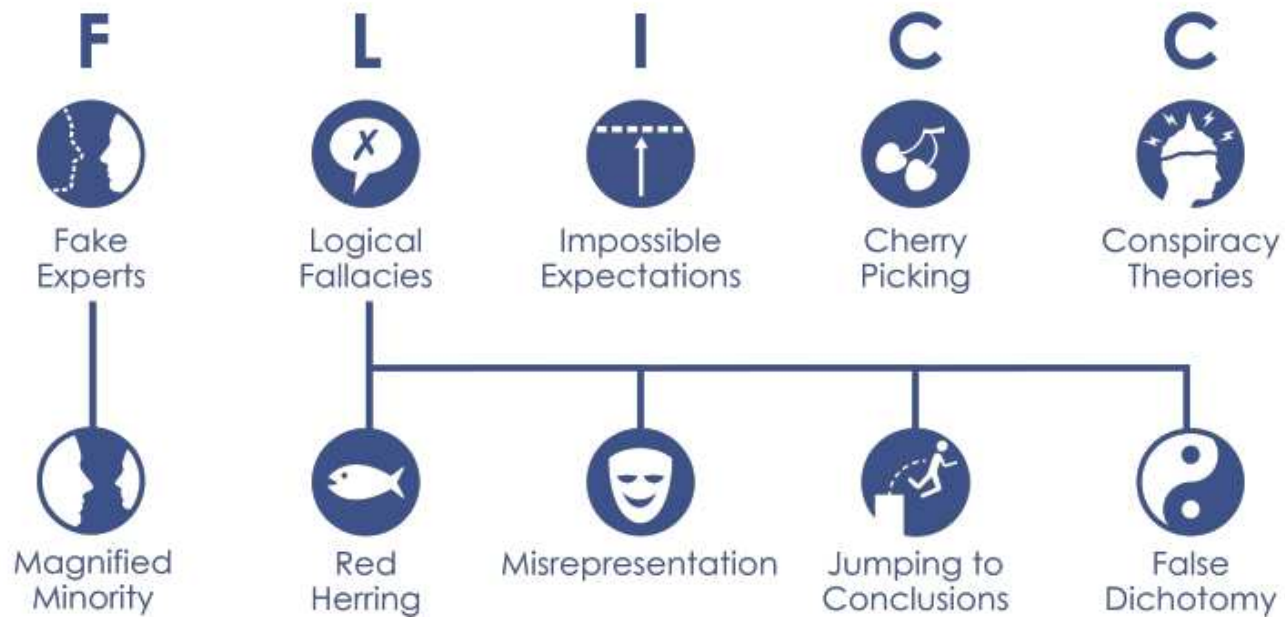 F L I C C
Fake Experts
Logical Fallacies
Impossible Expectations
Cherry Picking
Conspiracy Theories
X
Magnified Minority
Red Herring
Misrepresentation
Jumping to Conclusions
False Dichotomy